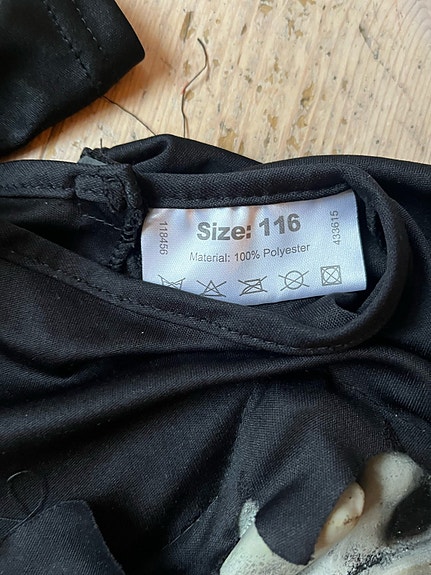 Size: 116
Material: 100% Polyester
118456
433615